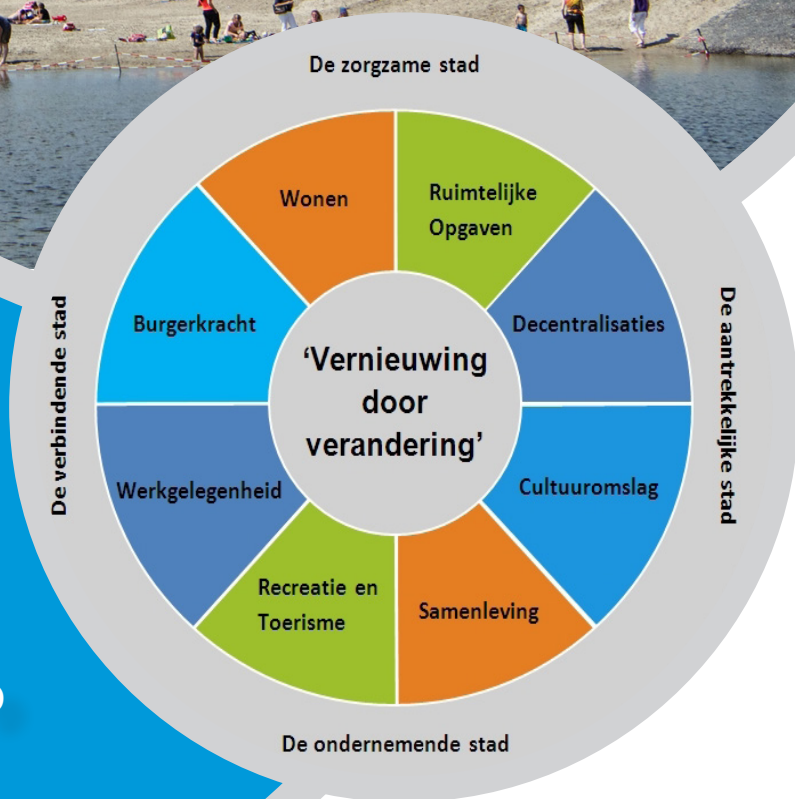 De zorgzame stad
Wonen
Ruimtelijke
Opgaven
Burgerkracht
Decentralisaties
De verbindende stad
‘Vernieuwing
door
verandering’
De aantrekkelijke stad
Werkgelegenheid
Cultuuromslag
Recreatie en
Toerisme
Samenleving
De ondernemende stad